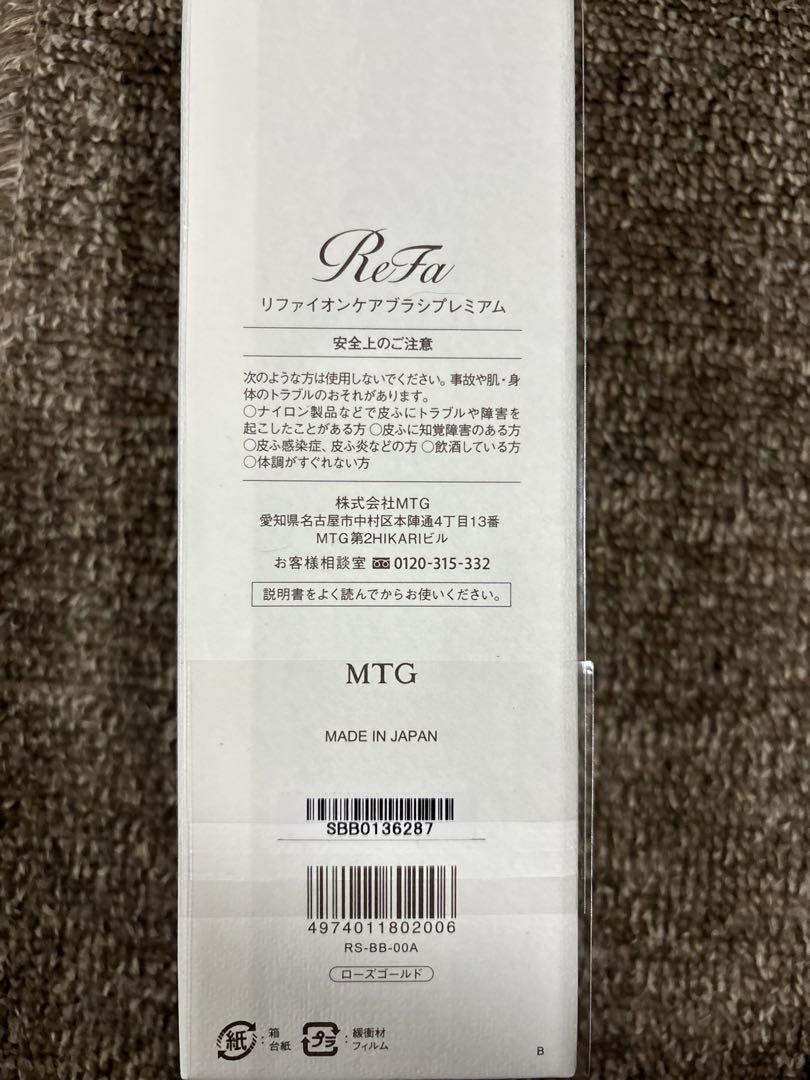 ReFa
リファイオンケアブラシプレミアム
安全上のご注意
次のような方は使用しないでください。事故や肌・身
体のトラブルのおそれがあります。
○ナイロン製品などで皮ふにトラブルや障害を
起こしたことがある方 ○皮ふに知覚障害のある方
○皮ふ感染症、皮ふ炎などの方 ○飲酒している方
○体調がすぐれない方
株式会社MTG
愛知県名古屋市中村区本陣通4丁目13番
MTG第2HIKARIビル
お客様相談室 0120-315-332
説明書をよく読んでからお使いください。
MTG
MADE IN JAPAN
SBB0136287
4974011802006
RS-BB-00A
ローズゴールド
紙 : 箱 台紙 プラ : 緩衝材 フィルム
B